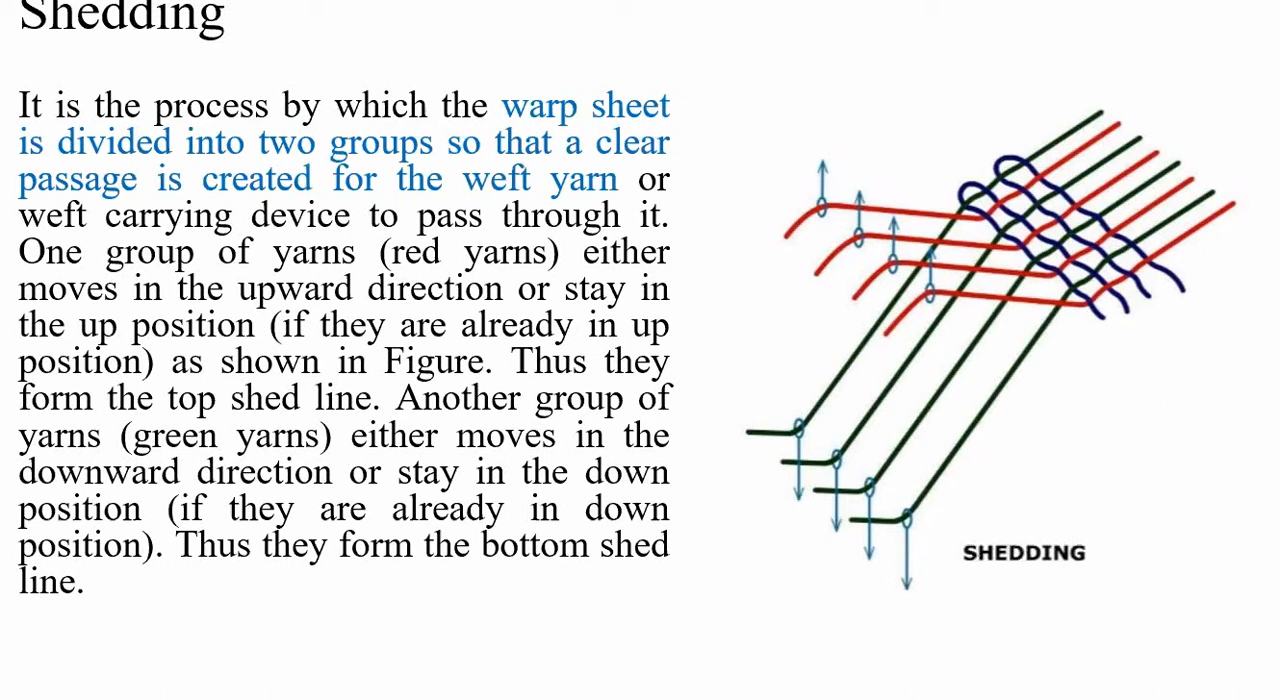 Shedding
It is the process by which the warp sheet
is divided into two groups so that a clear
passage is created for the weft yarn or
weft carrying device to pass through it.
One group of yarns (red yarns) either
moves in the upward direction or stay in
the up position (if they are already in up
position) as shown in Figure. Thus they
form the top shed line. Another group of
yarns (green yarns) either moves in the
downward direction or stay in the down
position (if they are already in down
position). Thus they form the bottom shed
line.
SHEDDING